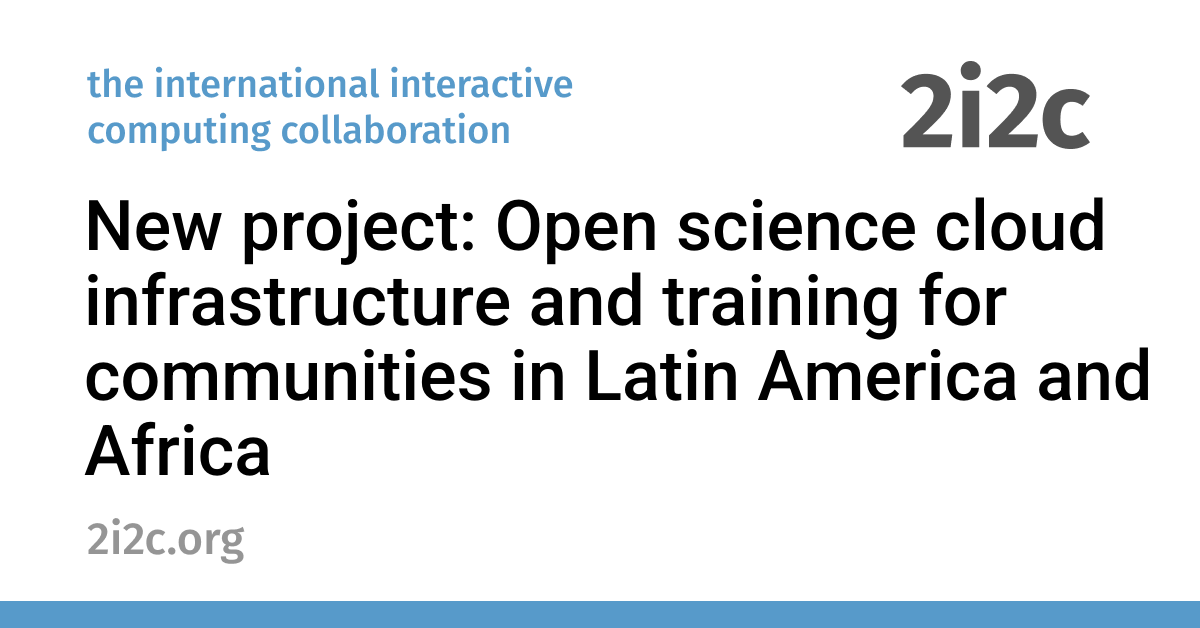 the international interactive
computing collaboration
2i2c
New project: Open science cloud
infrastructure and training for
communities in Latin America and
Africa
2i2c.org